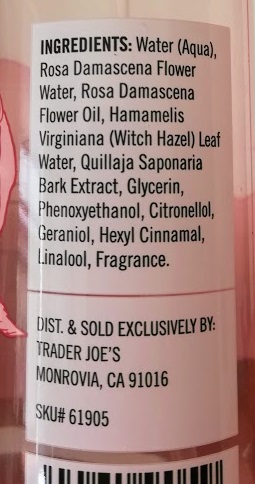 INGREDIENTS: Water (Aqua),
Rosa Damascena Flower
Water, Rosa Damascena
Flower Oil, Hamamelis
Virginiana (Witch Hazel) Leaf
Water, Quillaja Saponaria
Bark Extract, Glycerin,
Phenoxyethanol, Citronellol,
Geraniol, Hexyl Cinnamal,
Linalool, Fragrance.
DIST. & SOLD EXCLUSIVELY BY:
TRADER JOE'S
MONROVIA, CA 91016
SKU# 61905